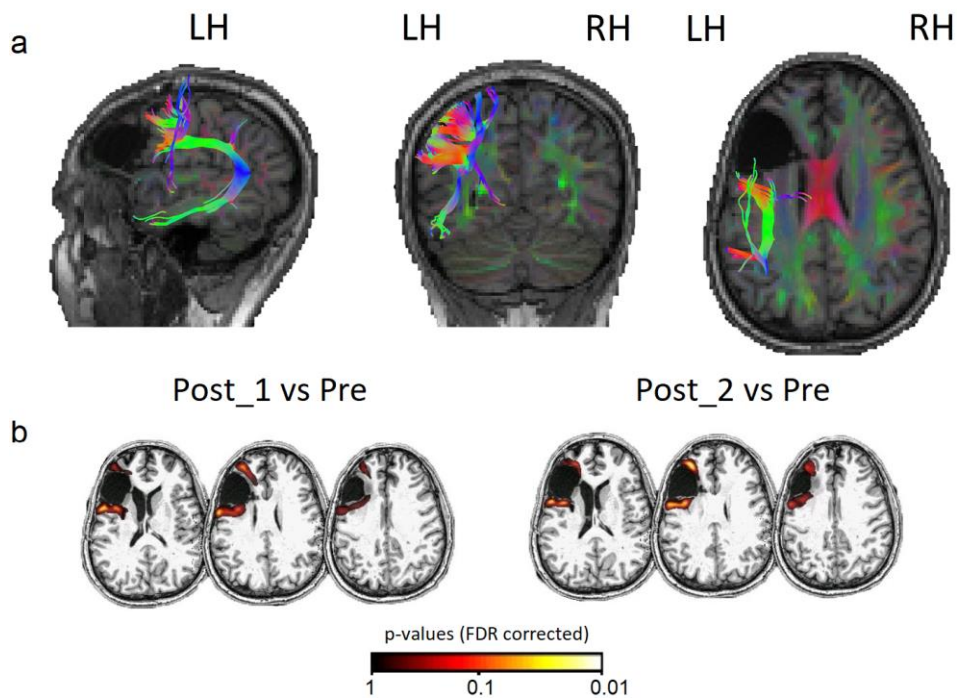 LH LH RH LH RH
a
Post_1 vs Pre Post_2 vs Pre
b
p-values (FDR corrected)
1 0.1 0.01